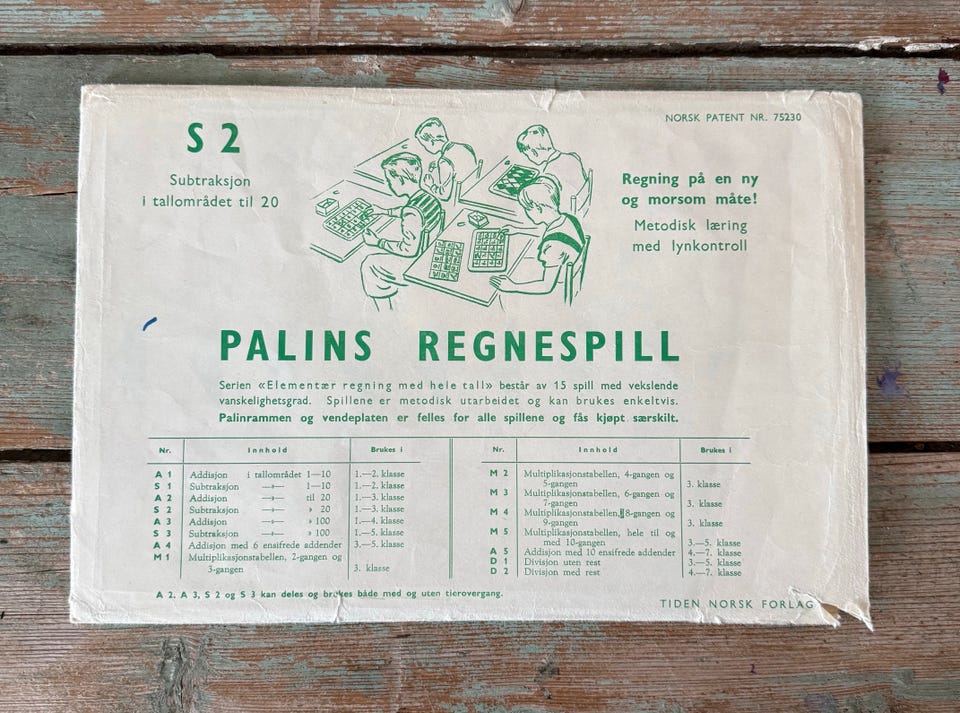 S 2
Subtraksjon
i tallområdet til 20
NORSK PATENT NR. 75230
Regning på en ny
og morsom måte!
Metodisk læring
med lynkontroll
PALINS REGNESPILL
Serien «Elementær regning med hele tall» består av 15 spill med vekslende
vanskelighetsgrad. Spillene er metodisk utarbeidet og kan brukes enkeltvis.
Palinrammen og vendeplaten er felles for alle spillene og fås kjøpt særskilt.
Nr. Innhold Brukes i
A 1 Addisjon i tallområdet 1—10 1.—2. klasse
S 1 Subtraksjon —»— 1—10 1.—2. klasse
A 2 Addisjon —»— til 20 1.—3. klasse
S 2 Subtraksjon —»— » 20 1.—3. klasse
A 3 Addisjon —»— » 100 1.—4. klasse
S 3 Subtraksjon —»— » 100 1.—5. klasse
A 4 Addisjon med 6 ensifrede addender 3.—5. klasse
M 1 Multiplikasjonstabellen, 2-gangen og
3-gangen 3. klasse
Nr. Innhold Brukes i
M 2 Multiplikasjonstabellen, 4-gangen og
5-gangen 3. klasse
M 3 Multiplikasjonstabellen, 6-gangen og
7-gangen 3. klasse
M 4 Multiplikasjonstabellen, 8-gangen og
9-gangen 3. klasse
M 5 Multiplikasjonstabellen, hele til og
med 10-gangen 3.—5. klasse
A 5 Addisjon med 10 ensifrede addender 4.—7. klasse
D 1 Divisjon uten rest 3.—5. klasse
D 2 Divisjon med rest 4.—7. klasse
A 2, A 3, S 2 og S 3 kan deles og brukes både med og uten tierovergang.
TIDEN NORSK FORLAG